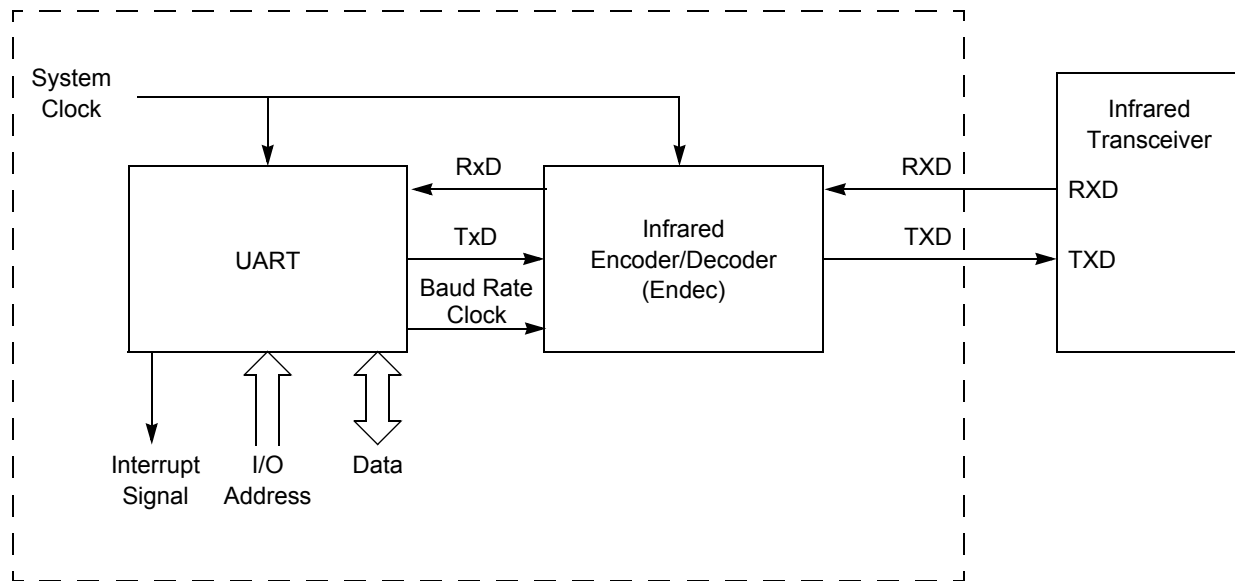 System
Clock
Infrared
Transceiver
RxD
RXD
RXD
UART
TxD
Infrared
Encoder/Decoder
(Endec)
TXD
TXD
Baud Rate
Clock
Interrupt
Signal
I/O
Address
Data